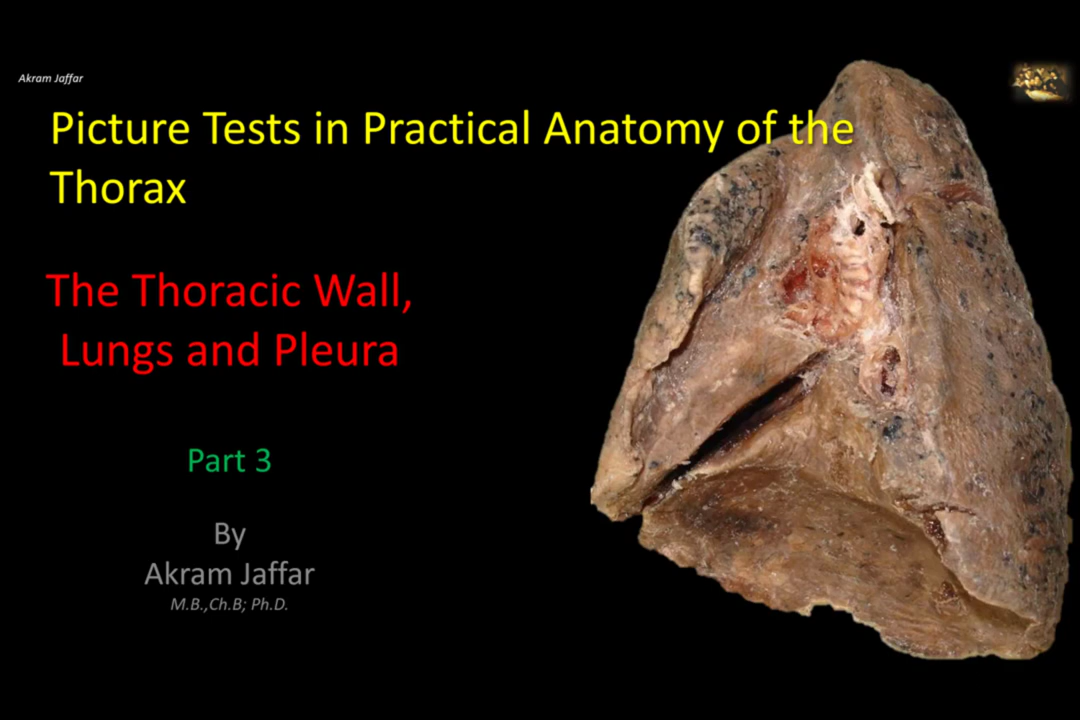 Akram Jaffar
Picture Tests in Practical Anatomy of the
Thorax
The Thoracic Wall,
Lungs and Pleura
Part 3
By
Akram Jaffar
M.B.,Ch.B; Ph.D.